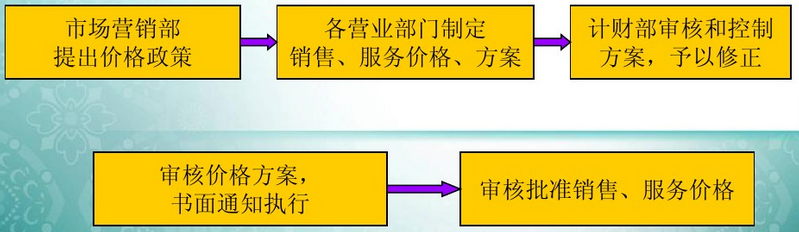 市场营销部
提出价格政策
各营业部门制定
销售、服务价格、方案
计财部审核和控制
方案，予以修正
审核价格方案，
书面通知执行
审核批准销售、服务价格